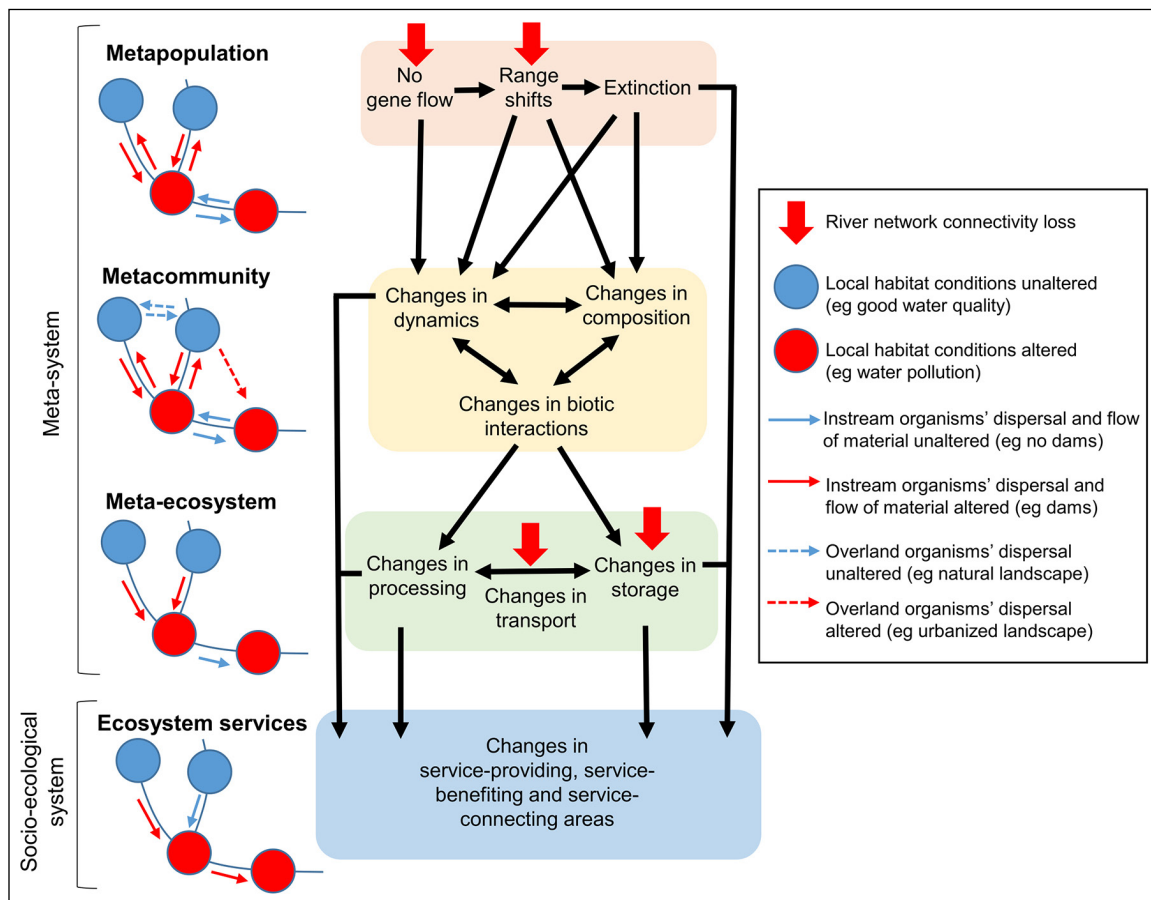 Meta-system
Metapopulation
No
gene flow
Range
shifts
Extinction
Metacommunity
Changes in
dynamics
Changes in
composition
Changes in biotic
interactions
Meta-ecosystem
Changes in
processing
Changes in
transport
Changes in
storage
Socio-ecological
system
Ecosystem services
Changes in
service-providing, service-
benefiting and service-
connecting areas
River network connectivity loss
Local habitat conditions unaltered
(eg good water quality)
Local habitat conditions altered
(eg water pollution)
Instream organisms’ dispersal and flow
of material unaltered (eg no dams)
Instream organisms’ dispersal and
flow of material altered (eg dams)
Overland organisms’ dispersal
unaltered (eg natural landscape)
Overland organisms’ dispersal
altered (eg urbanized landscape)